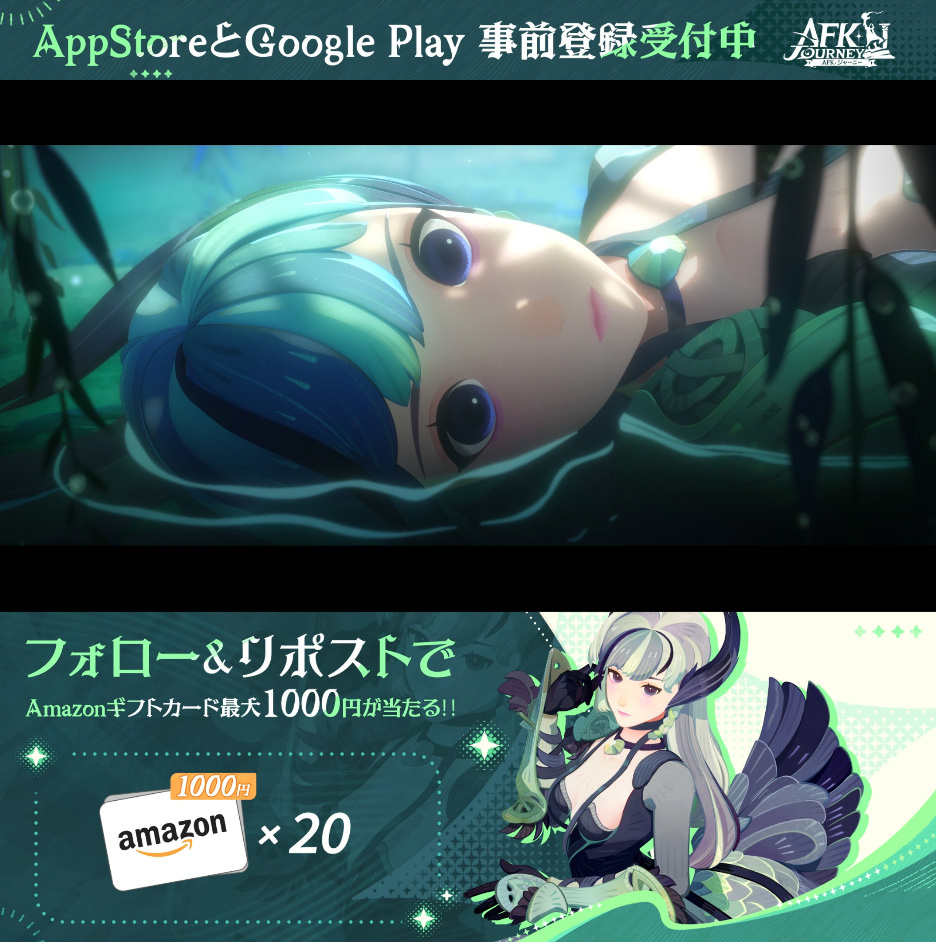 AppStoreとGoogle Play 事前登録受付中
AFK
JOURNEY
AFK：ジャーニー
フォロー&リポストで
Amazonギフトカード最大1000円が当たる!!
1000円
amazon
×20